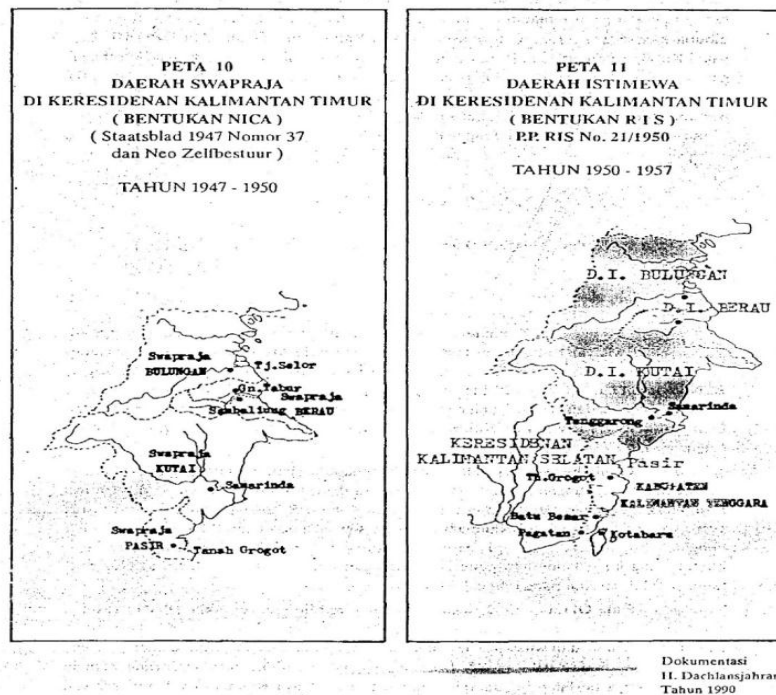 PETA 10
DAERAH SWAPRAJA
DI KERESIDENAN KALIMANTAN TIMUR
( BENTUKAN NICA )
( Staatsblad 1947 Nomor 37
dan Neo Zelfbestuur )
TAHUN 1947 - 1950
Swapraja
BULUNGAN
Tj.Selor
Gn.Tabur
Swapraja
Sambaliung BERAU
Swapraja
KUTAI
Samarinda
Swapraja
PASIR
Tanah Grogot
PETA 11
DAERAH ISTIMEWA
DI KERESIDENAN KALIMANTAN TIMUR
( BENTUKAN R I S )
P.P. RIS No. 21/1950
TAHUN 1950 - 1957
D.I. BULUNGAN
D.I. BERAU
D.I. KUTAI
Samarinda
Tenggarong
KERESIDENAN
KALIMANTAN SELATAN
Pasir
Th.Grogot
KABUPATEN
KALIMANTAN TENGGARA
Batu Besar
Pagatan
Kotabaru
Dokumentasi
H. Dachlansjahran
Tahun 1990